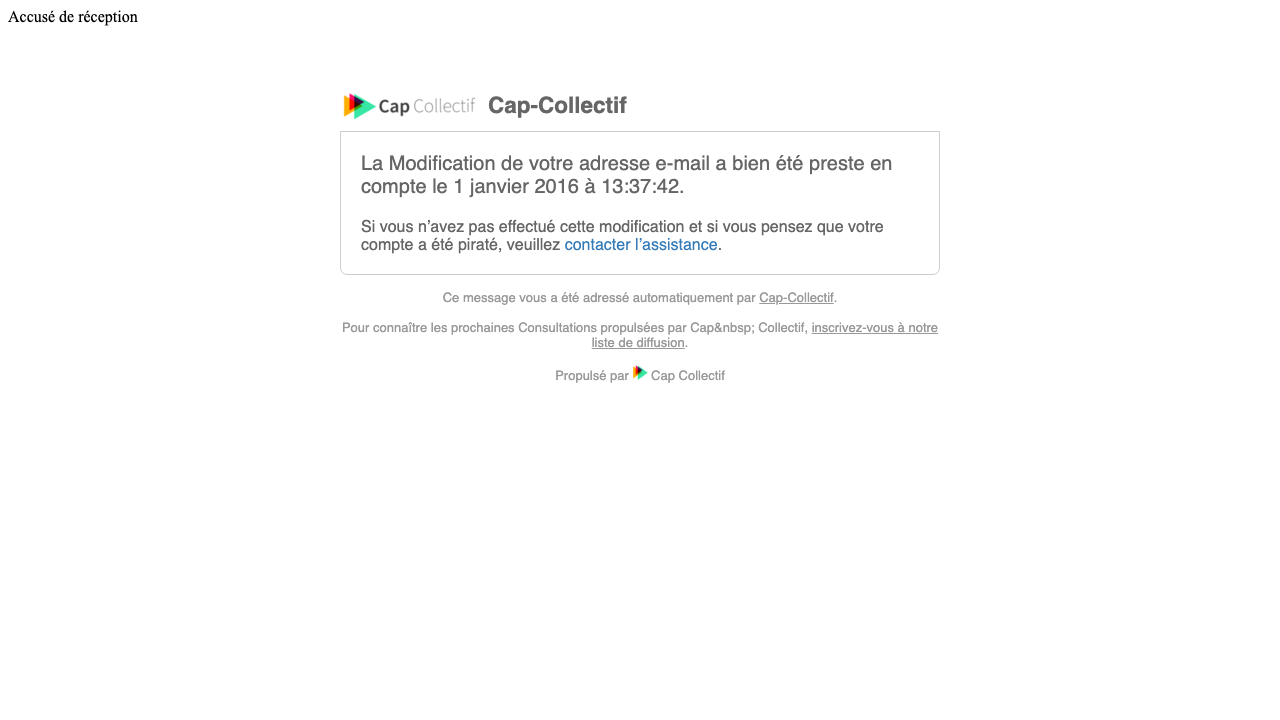 Accusé de réception
Cap Collectif Cap-Collectif
La Modification de votre adresse e-mail a bien été preste en
compte le 1 janvier 2016 à 13:37:42.
Si vous n’avez pas effectué cette modification et si vous pensez que votre
compte a été piraté, veuillez contacter l’assistance.
Ce message vous a été adressé automatiquement par Cap-Collectif.
Pour connaître les prochaines Consultations propulsées par Cap&nbsp; Collectif, inscrivez-vous à notre
liste de diffusion.
Propulsé par Cap Collectif